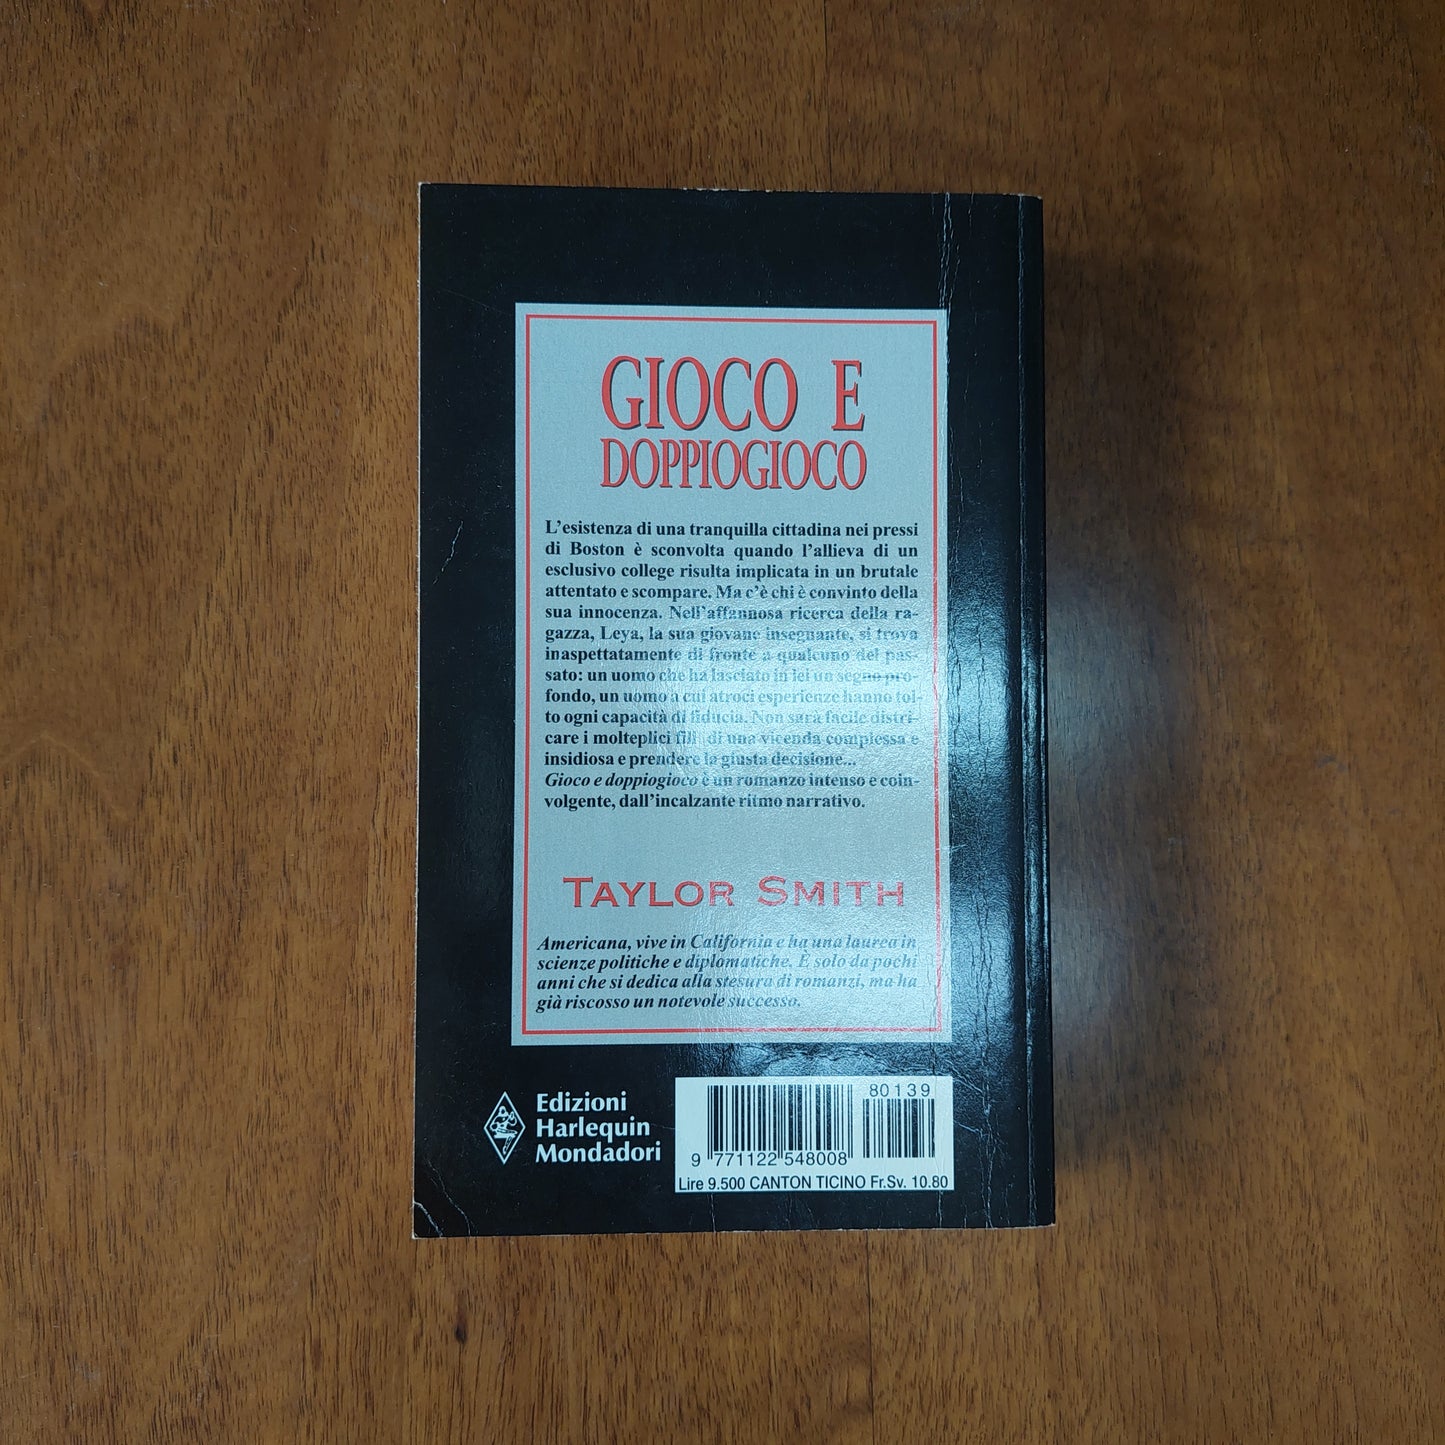 GIOCO E
DOPPIOGIOCO
L'esistenza di una tranquilla cittadina nei pressi
di Boston è sconvolta quando l'allieva di un
esclusivo college risulta implicata in un brutale
attentato e scompare. Ma c'è chi è convinto della
sua innocenza. Nell'affannosa ricerca della ra-
gazza, Leya, la sua giovane insegnante, si trova
inaspettatamente di fronte a qualcuno del pas-
sato: un uomo che ha lasciato in lei un segno pro-
fondo, un uomo a cui atroci esperienze hanno tol-
to ogni capacità di fiducia. Non sarà facile distri-
care i molteplici fili di una vicenda complessa e
insidiosa e prendere la giusta decisione...
Gioco e doppiogioco è un romanzo intenso e coin-
volgente, dall'incalzante ritmo narrativo.
TAYLOR SMITH
Americana, vive in California e ha una laurea in
scienze politiche e diplomatiche. È solo da pochi
anni che si dedica alla stesura di romanzi, ma ha
già riscosso un notevole successo.
Edizioni
Harlequin
Mondadori
80139
9 771122 548008
Lire 9.500 CANTON TICINO Fr.Sv. 10.80